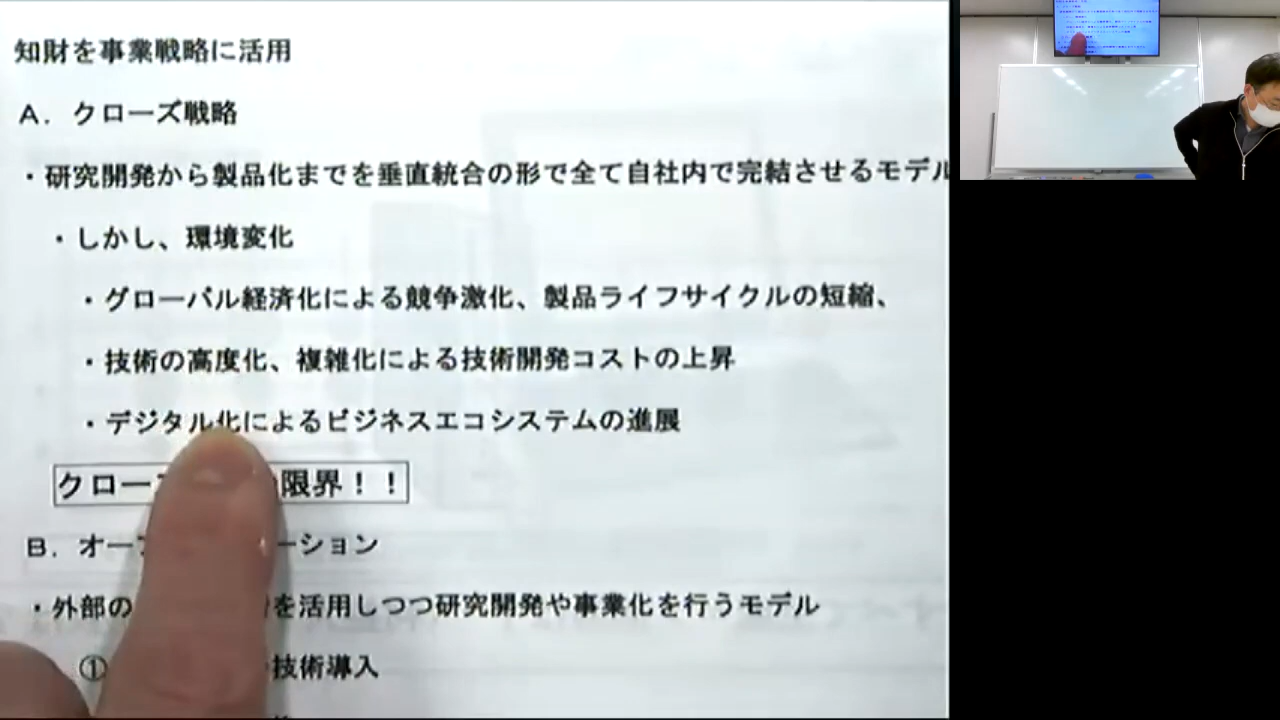 知財を事業戦略に活用
A. クローズ戦略
・研究開発から製品化までを垂直統合の形で全て自社内で完結させるモデル
・しかし、環境変化
・グローバル経済化による競争激化、製品ライフサイクルの短縮、
・技術の高度化、複雑化による技術開発コストの上昇
・デジタル化によるビジネスエコシステムの進展
クロー 限界！！
B. オー ーション
・外部の を活用しつつ研究開発や事業化を行うモデル
① 技術導入